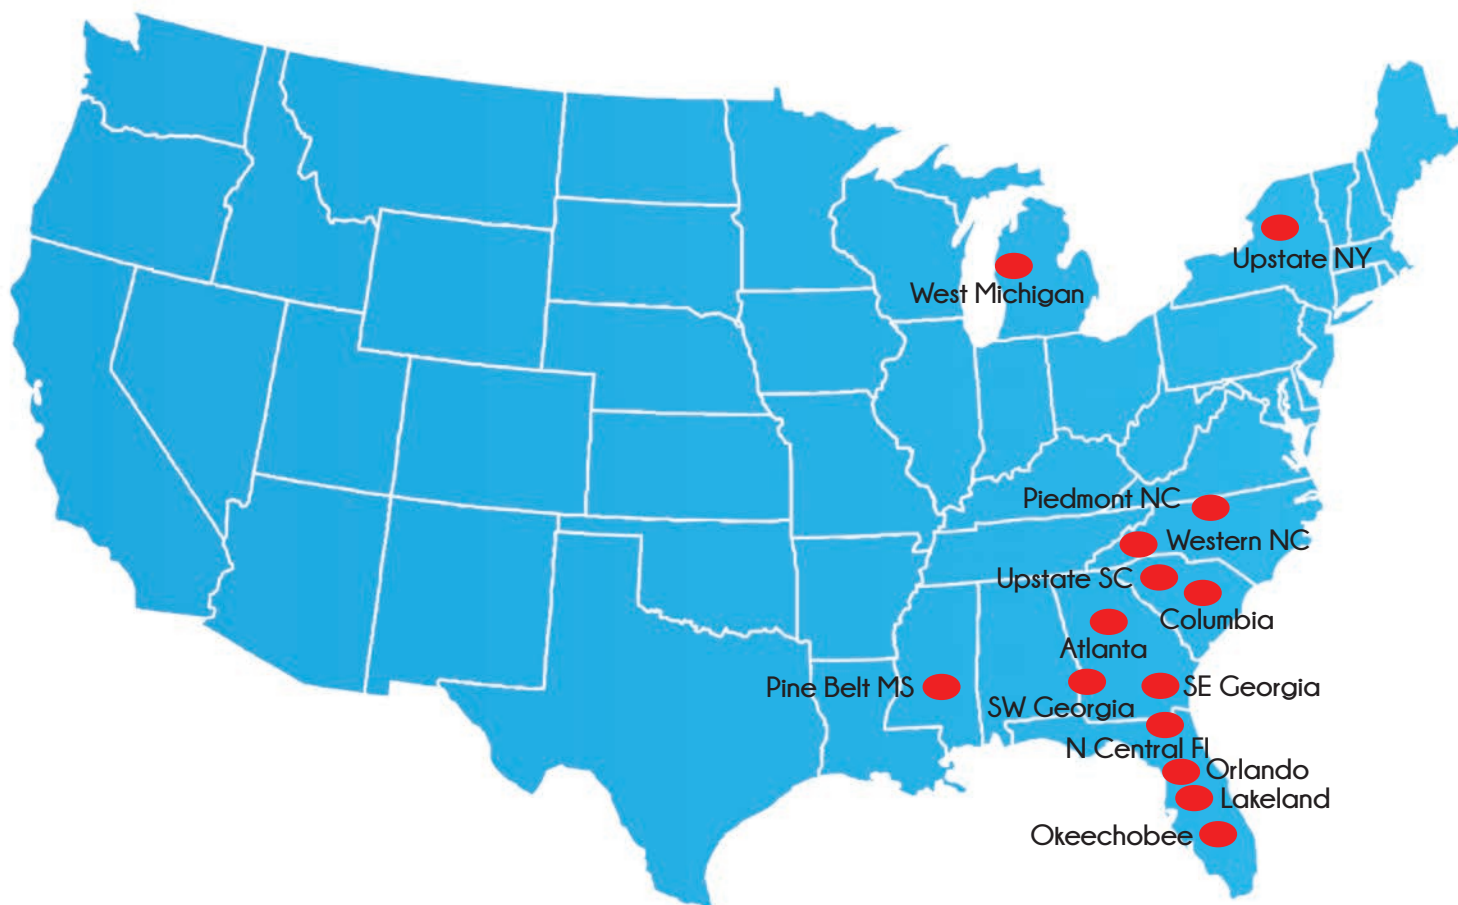 Upstate NY
West Michigan
Piedmont NC
Western NC
Upstate SC
Columbia
Atlanta
Pine Belt MS
SE Georgia
SW Georgia
N Central Fl
Orlando
Lakeland
Okeechobee